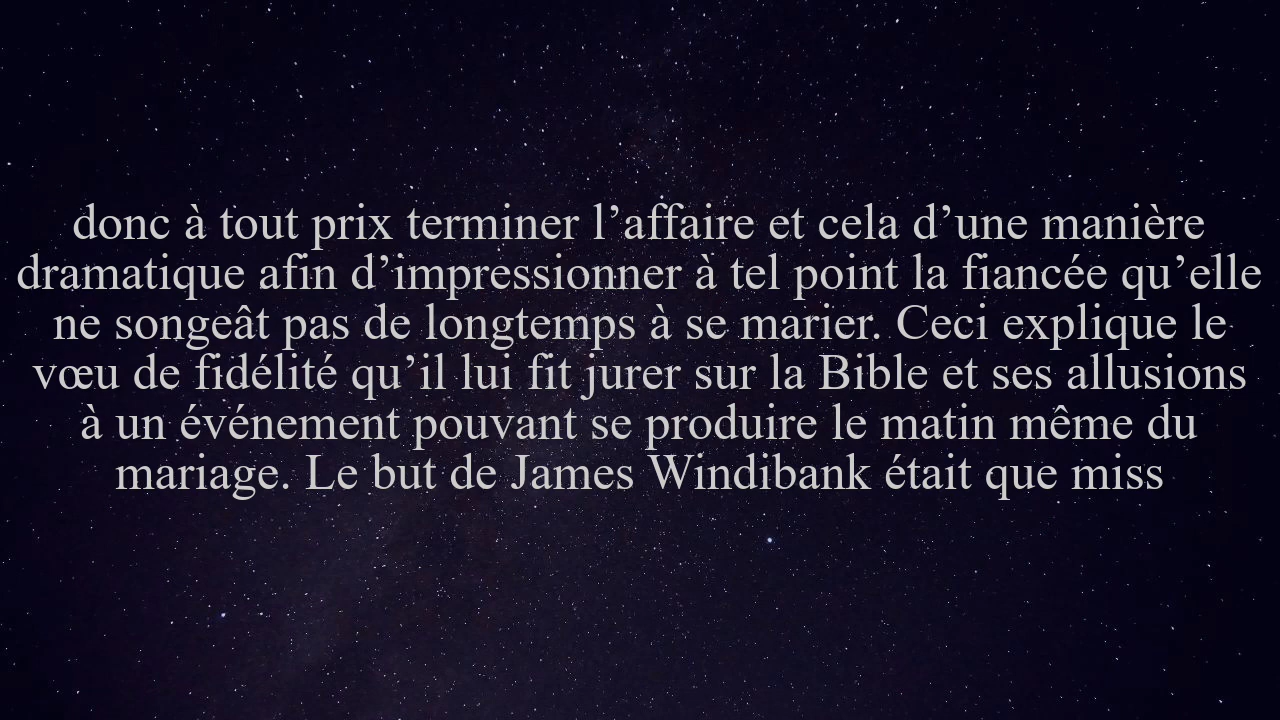 donc à tout prix terminer l’affaire et cela d’une manière
dramatique afin d’impressionner à tel point la fiancée qu’elle
ne songeât pas de longtemps à se marier. Ceci explique le
vœu de fidélité qu’il lui fit jurer sur la Bible et ses allusions
à un événement pouvant se produire le matin même du
mariage. Le but de James Windibank était que miss